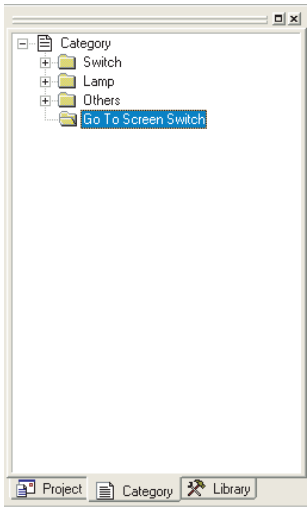 Category
Switch
Lamp
Others
Go To Screen Switch
Project Category Library